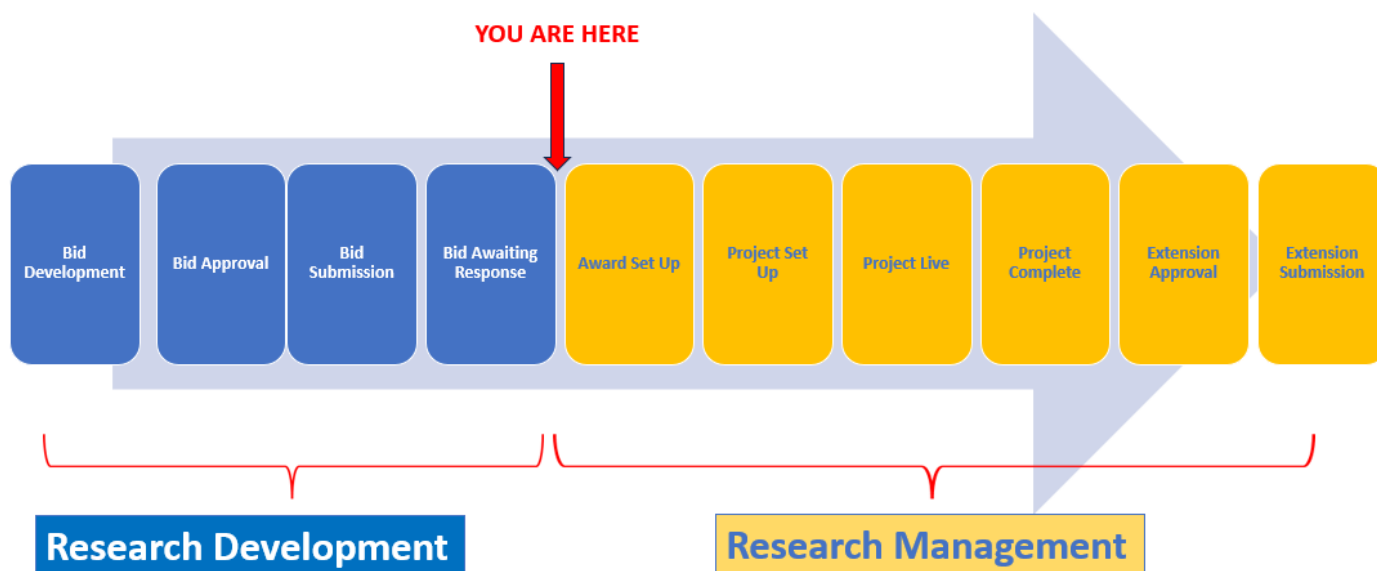 YOU ARE HERE
Bid
Development
Bid Approval
Bid
Submission
Bid Awaiting
Response
Award Set Up
Project Set
Up
Project Live
Project
Complete
Extension
Approval
Extension
Submission
Research Development
Research Management